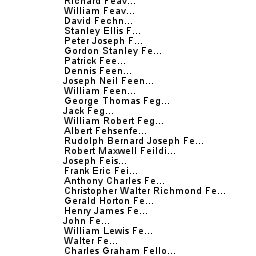 Richard Feav...
William Feav...
David Fechn...
Stanley Ellis F...
Peter Joseph F...
Gordon Stanley Fe...
Patrick Fee...
Dennis Feen...
Joseph Neil Feen...
William Feen...
George Thomas Feg...
Jack Feg...
William Robert Feg...
Albert Fehsenfe...
Rudolph Bernard Joseph Fe...
Robert Maxwell Feildi...
Joseph Feis...
Frank Eric Fei...
Anthony Charles Fe...
Christopher Walter Richmond Fe...
Gerald Horton Fe...
Henry James Fe...
John Fe...
William Lewis Fe...
Walter Fe...
Charles Graham Fello...